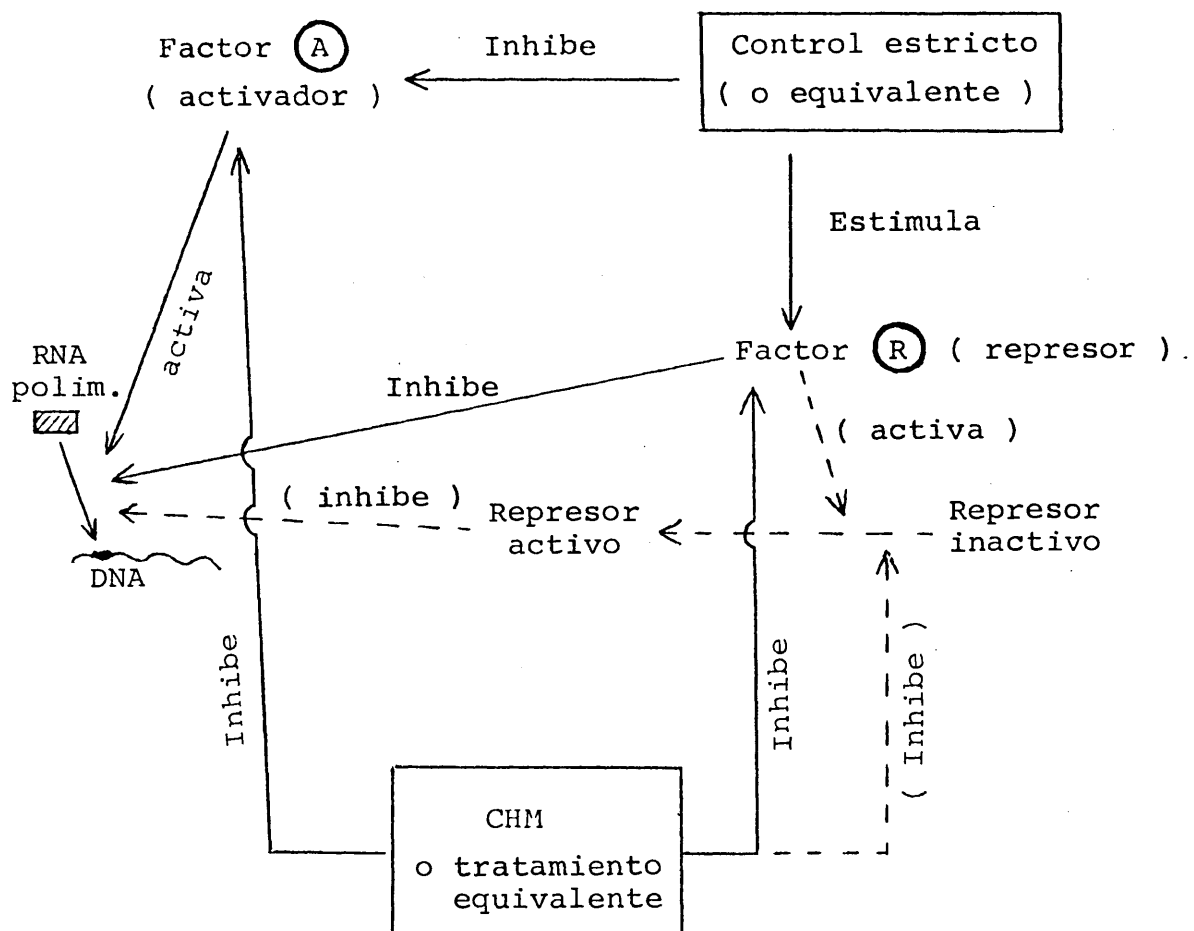 Factor A
( activador )
Inhibe
Control estricto
( o equivalente )
Estimula
activa
RNA
polim.
Inhibe
Factor R ( represor ).
( activa )
( inhibe )
Represor
activo
Represor
inactivo
DNA
Inhibe
Inhibe
( Inhibe )
CHM
o tratamiento
equivalente